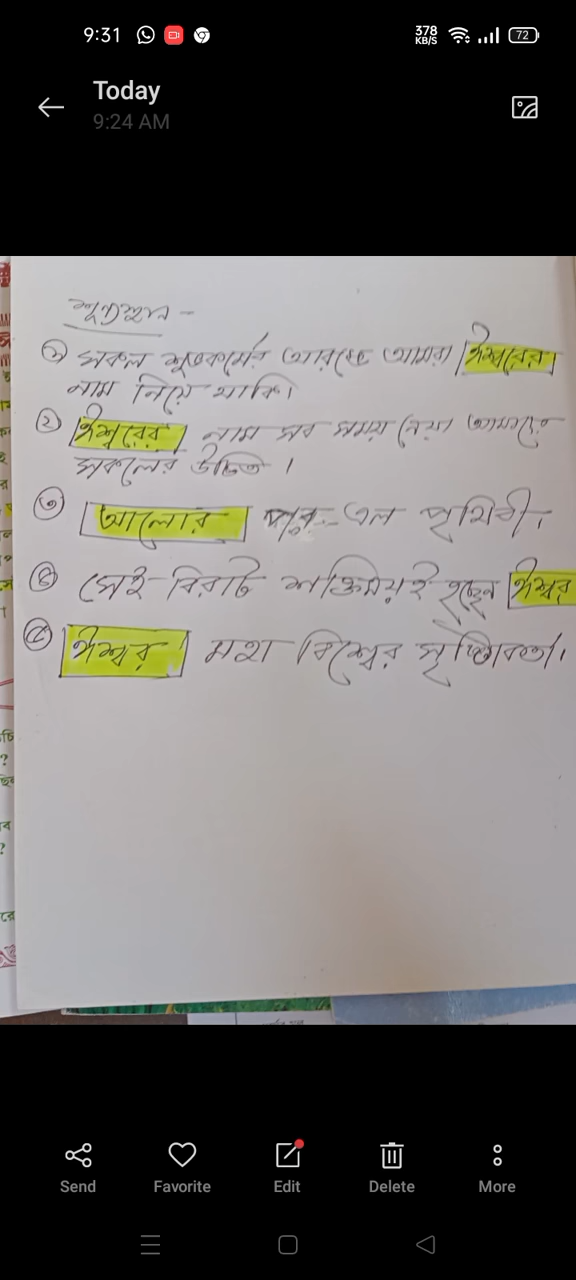 9:31
378
KB/S
72
Today
9:24 AM
শূন্যস্থান -
১ সকল শুভকর্মের আরম্ভে আমরা ঈশ্বরের
নাম নিয়ে থাকি।
২ ঈশ্বরের নাম সব সময় নেয়া আমাদের
সকলের উচিত।
৩ আলোর পর এল পৃথিবী।
৪ সেই বিরাট শক্তিময়ই হচ্ছেন ঈশ্বর
৫ ঈশ্বর মহা বিশ্বের সৃষ্টিকর্তা।
Send
Favorite
Edit
Delete
More